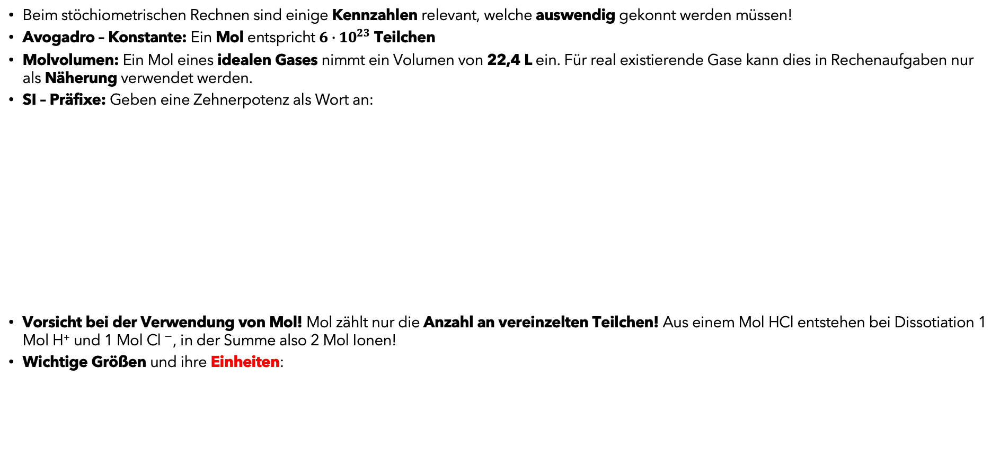 • Beim stöchiometrischen Rechnen sind einige Kennzahlen relevant, welche auswendig gekonnt werden müssen!
• Avogadro – Konstante: Ein Mol entspricht 6 · 10²³ Teilchen
• Molvolumen: Ein Mol eines idealen Gases nimmt ein Volumen von 22,4 L ein. Für real existierende Gase kann dies in Rechenaufgaben nur
als Näherung verwendet werden.
• SI – Präfixe: Geben eine Zehnerpotenz als Wort an:
• Vorsicht bei der Verwendung von Mol! Mol zählt nur die Anzahl an vereinzelten Teilchen! Aus einem Mol HCl entstehen bei Dissotiation 1
Mol H⁺ und 1 Mol Cl ⁻, in der Summe also 2 Mol Ionen!
• Wichtige Größen und ihre Einheiten: